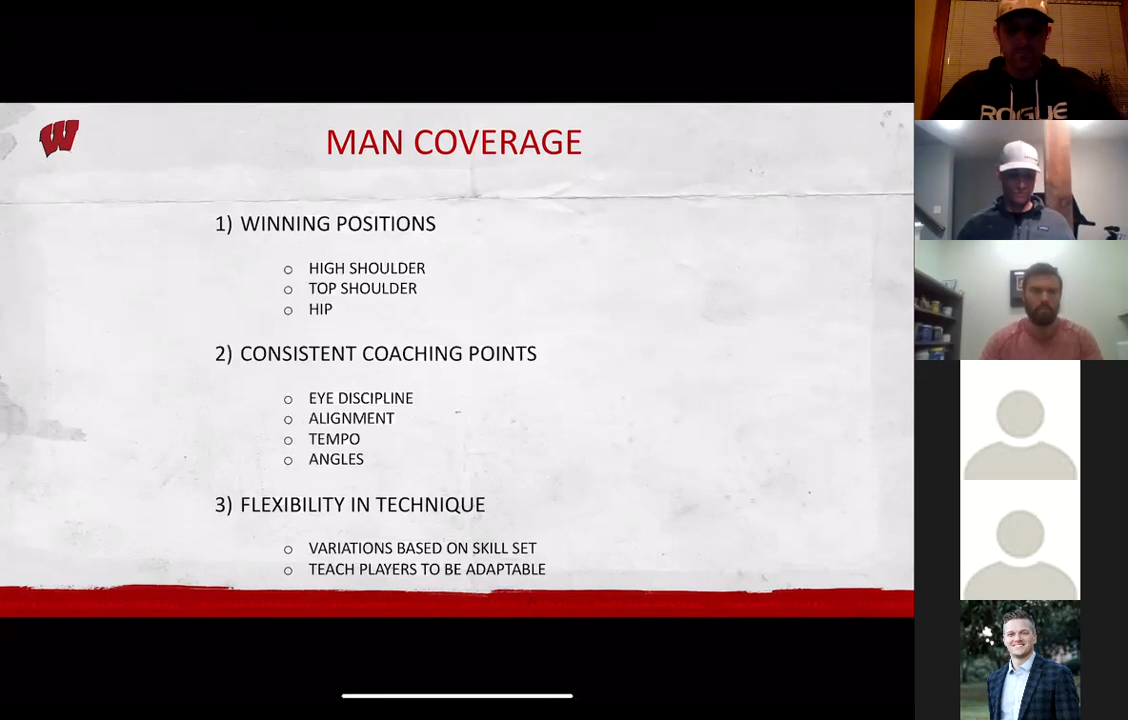 W
MAN COVERAGE
1) WINNING POSITIONS
o HIGH SHOULDER
o TOP SHOULDER
o HIP
2) CONSISTENT COACHING POINTS
o EYE DISCIPLINE
o ALIGNMENT
o TEMPO
o ANGLES
3) FLEXIBILITY IN TECHNIQUE
o VARIATIONS BASED ON SKILL SET
o TEACH PLAYERS TO BE ADAPTABLE
ROGUE